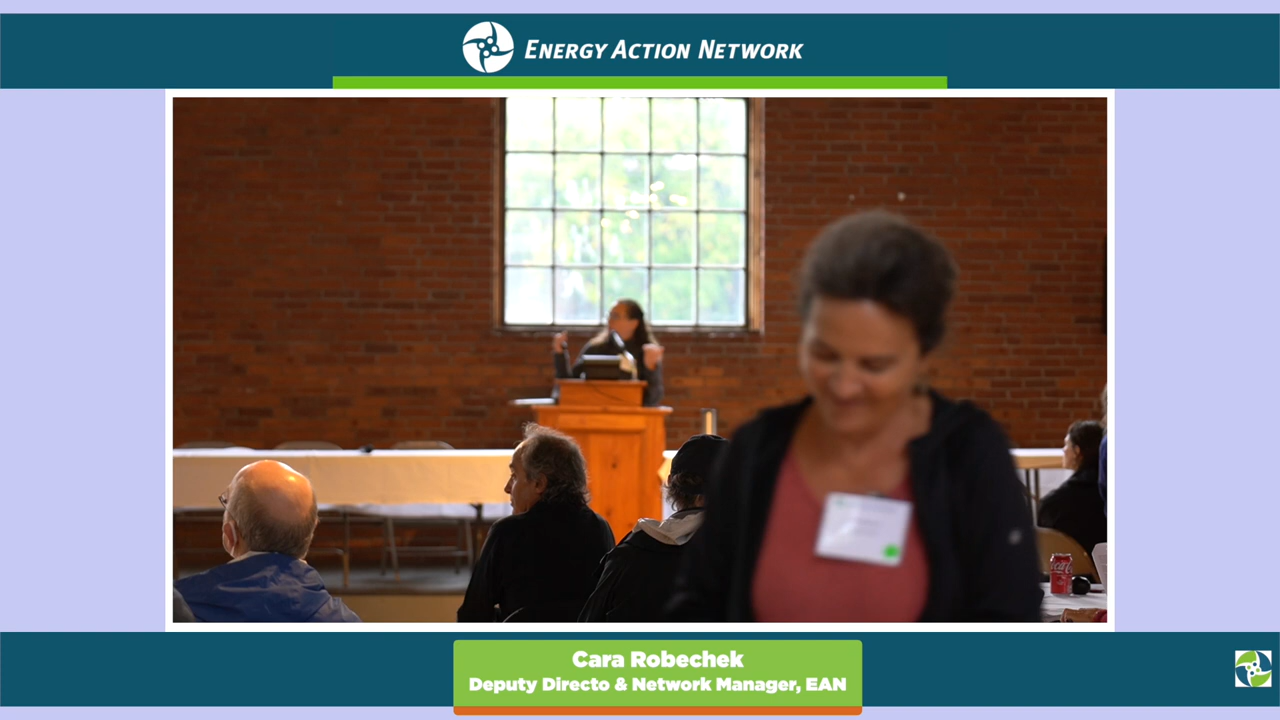 ENERGY ACTION NETWORK
Cara Robechek
Deputy Directo & Network Manager, EAN